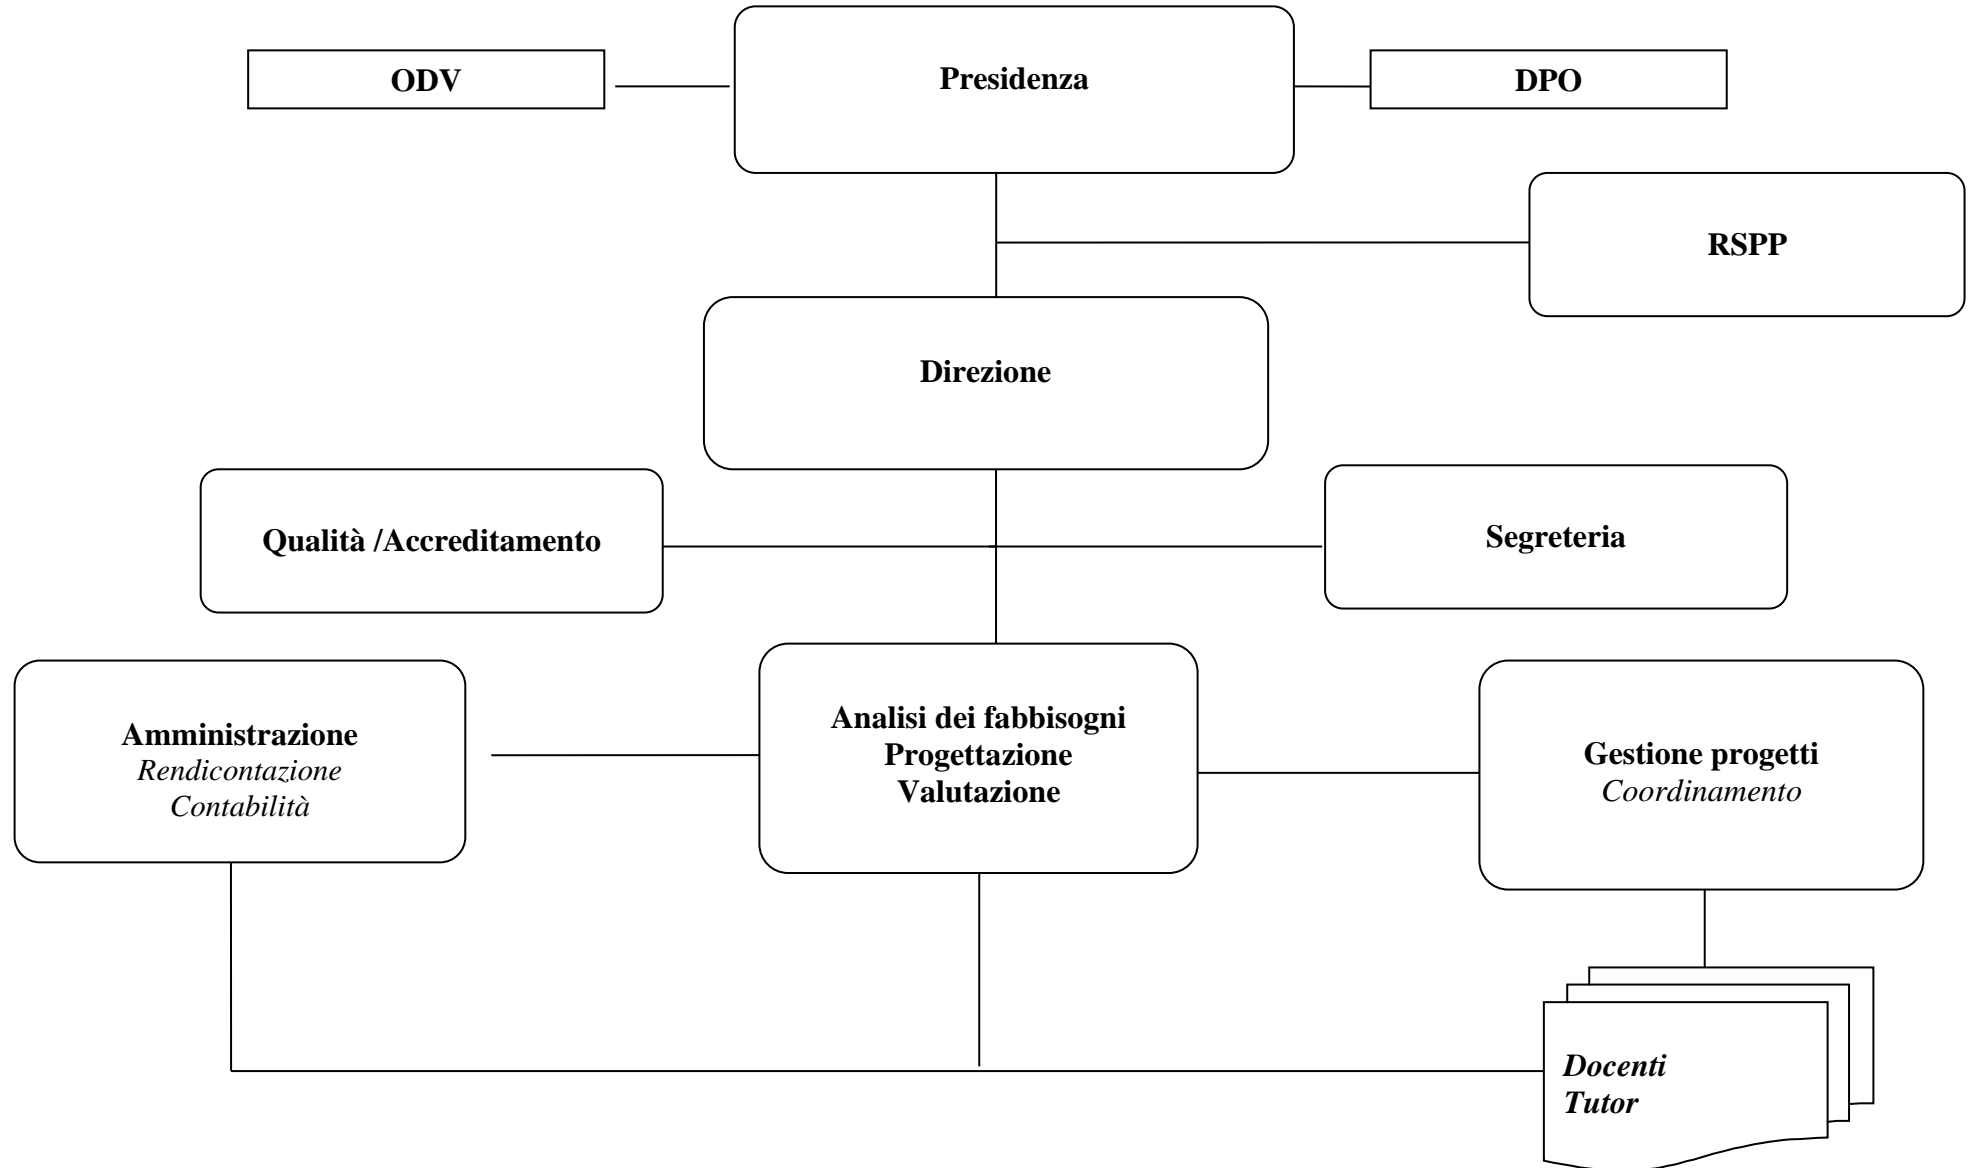 ODV
Presidenza
DPO
RSPP
Direzione
Qualità /Accreditamento
Segreteria
Amministrazione
Rendicontazione
Contabilità
Analisi dei fabbisogni
Progettazione
Valutazione
Gestione progetti
Coordinamento
Docenti
Tutor